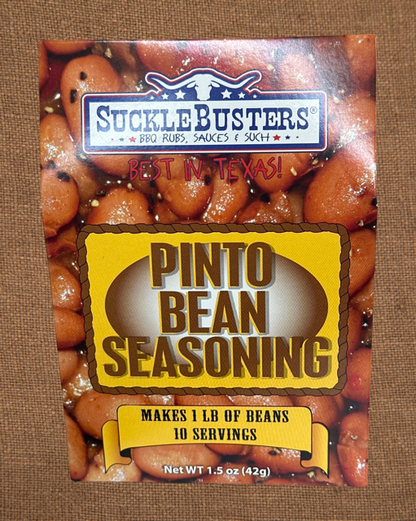 SUCKLEBUSTERS®
BBQ RUBS, SAUCES & SUCH
BEST IN TEXAS!
PINTO
BEAN
SEASONING
MAKES 1 LB OF BEANS
10 SERVINGS
Net WT 1.5 oz (42g)